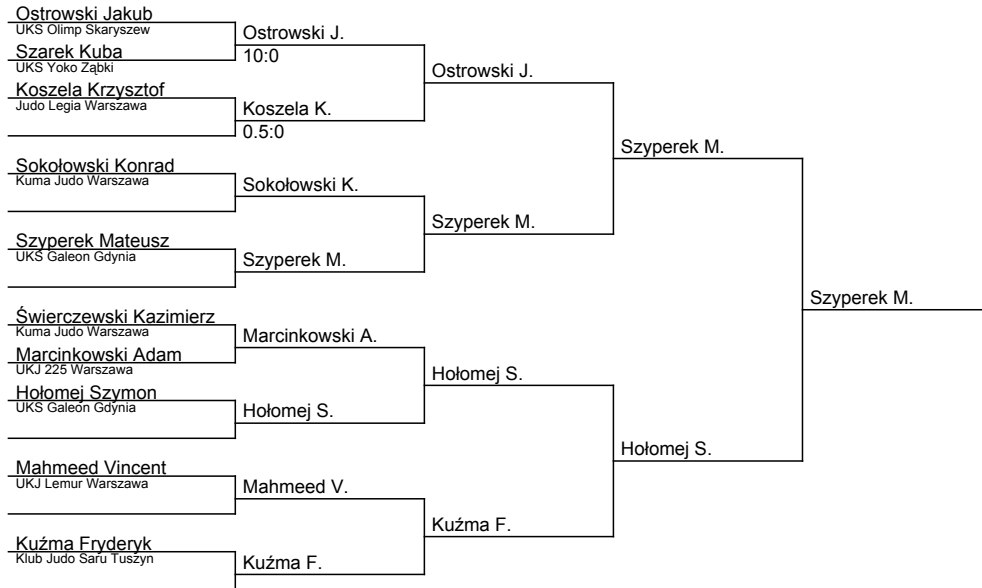 Ostrowski Jakub
UKS Olimp Skaryszew
Szarek Kuba
UKS Yoko Ząbki
Koszela Krzysztof
Judo Legia Warszawa
Sokołowski Konrad
Kuma Judo Warszawa
Szyperek Mateusz
UKS Galeon Gdynia
Świerczewski Kazimierz
Kuma Judo Warszawa
Marcinkowski Adam
UKJ 225 Warszawa
Hołomej Szymon
UKS Galeon Gdynia
Mahmeed Vincent
UKJ Lemur Warszawa
Kuźma Fryderyk
Klub Judo Saru Tuszyn
Ostrowski J.
10:0
Koszela K.
0.5:0
Sokołowski K.
Szyperek M.
Marcinkowski A.
Hołomej S.
Mahmeed V.
Kuźma F.
Ostrowski J.
Szyperek M.
Hołomej S.
Kuźma F.
Szyperek M.
Hołomej S.
Szyperek M.